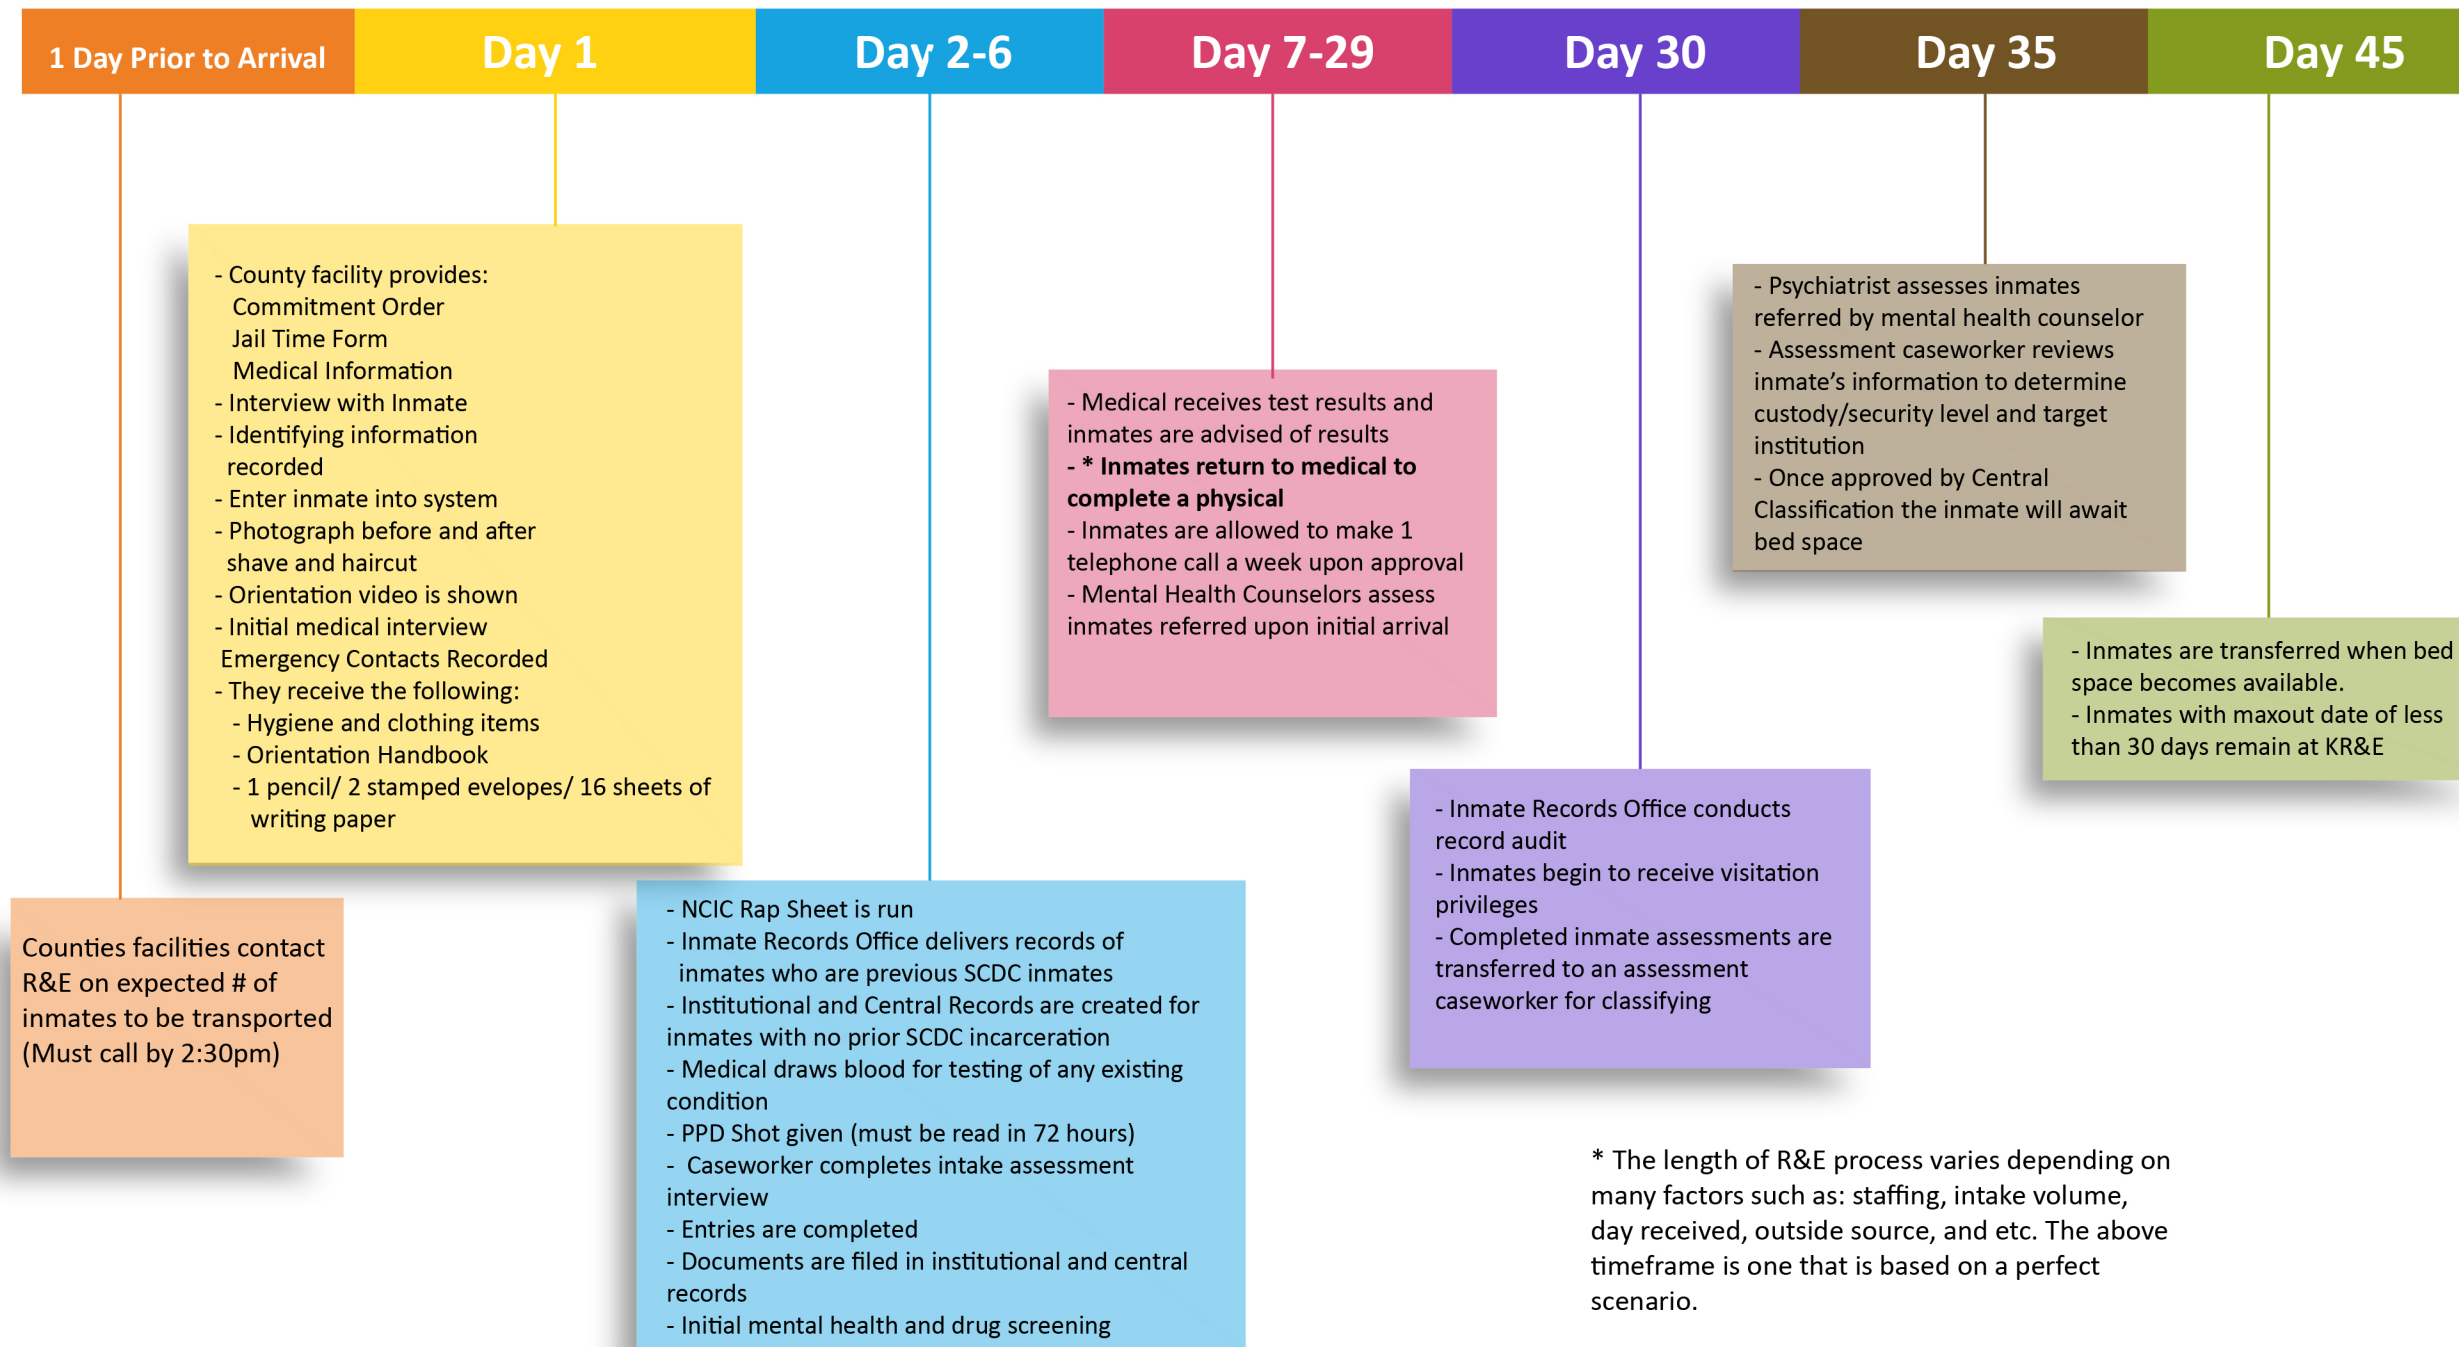 1 Day Prior to Arrival
Day 1
Day 2-6
Day 7-29
Day 30
Day 35
Day 45
Counties facilities contact
R&E on expected # of
inmates to be transported
(Must call by 2:30pm)
- County facility provides:
Commitment Order
Jail Time Form
Medical Information
- Interview with Inmate
- Identifying information
recorded
- Enter inmate into system
- Photograph before and after
shave and haircut
- Orientation video is shown
- Initial medical interview
Emergency Contacts Recorded
- They receive the following:
- Hygiene and clothing items
- Orientation Handbook
- 1 pencil/ 2 stamped evelopes/ 16 sheets of
writing paper
- NCIC Rap Sheet is run
- Inmate Records Office delivers records of
inmates who are previous SCDC inmates
- Institutional and Central Records are created for
inmates with no prior SCDC incarceration
- Medical draws blood for testing of any existing
condition
- PPD Shot given (must be read in 72 hours)
- Caseworker completes intake assessment
interview
- Entries are completed
- Documents are filed in institutional and central
records
- Initial mental health and drug screening
- Medical receives test results and
inmates are advised of results
- * Inmates return to medical to
complete a physical
- Inmates are allowed to make 1
telephone call a week upon approval
- Mental Health Counselors assess
inmates referred upon initial arrival
- Inmate Records Office conducts
record audit
- Inmates begin to receive visitation
privileges
- Completed inmate assessments are
transferred to an assessment
caseworker for classifying
- Psychiatrist assesses inmates
referred by mental health counselor
- Assessment caseworker reviews
inmate’s information to determine
custody/security level and target
institution
- Once approved by Central
Classification the inmate will await
bed space
- Inmates are transferred when bed
space becomes available.
- Inmates with maxout date of less
than 30 days remain at KR&E
* The length of R&E process varies depending on
many factors such as: staffing, intake volume,
day received, outside source, and etc. The above
timeframe is one that is based on a perfect
scenario.